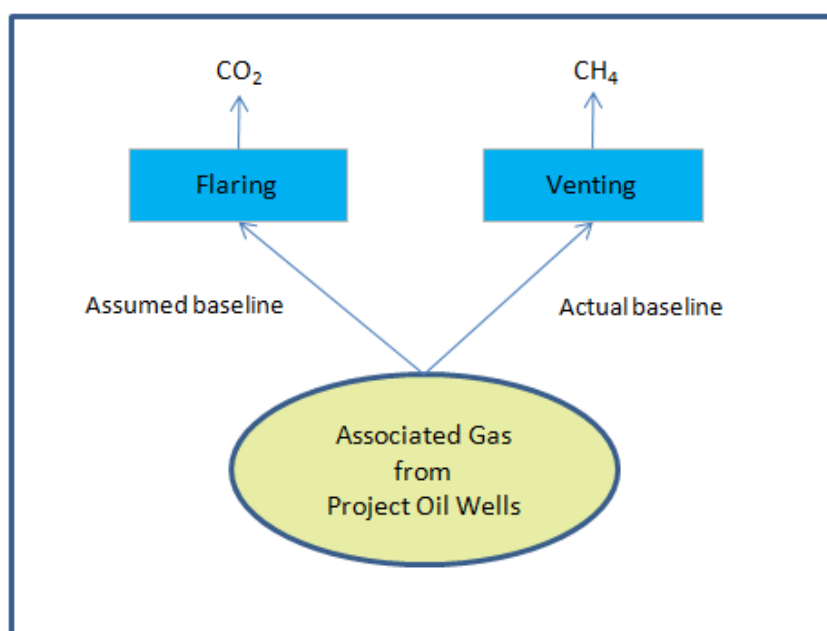 CO₂
CH₄
Flaring
Venting
Assumed baseline
Actual baseline
Associated Gas
from
Project Oil Wells